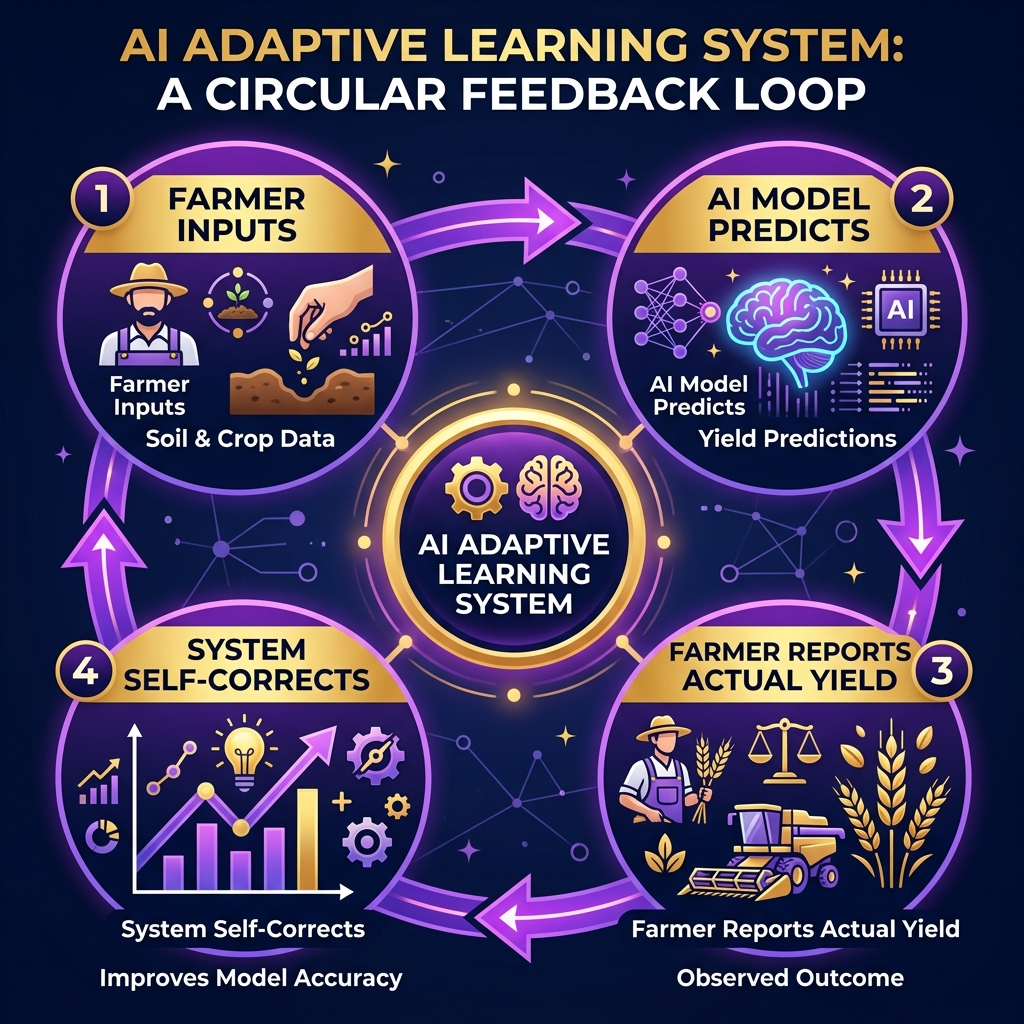 AI ADAPTIVE LEARNING SYSTEM:
A CIRCULAR FEEDBACK LOOP
1
FARMER
INPUTS
Farmer
Inputs
Soil & Crop Data
2
AI MODEL
PREDICTS
AI
AI Model
Predicts
Yield Predictions
AI ADAPTIVE
LEARNING
SYSTEM
4
SYSTEM
SELF-CORRECTS
System Self-Corrects
Improves Model Accuracy
3
FARMER REPORTS
ACTUAL YIELD
Farmer Reports Actual Yield
Observed Outcome